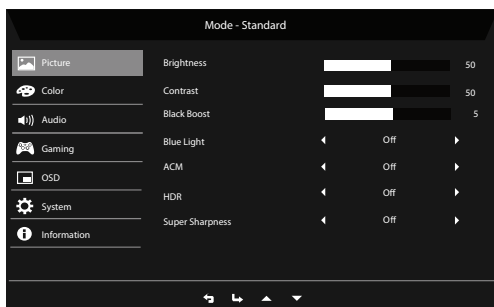 Mode - Standard
Picture
Color
Audio
Gaming
OSD
System
Information
Brightness 50
Contrast 50
Black Boost 5
Blue Light Off
ACM Off
HDR Off
Super Sharpness Off